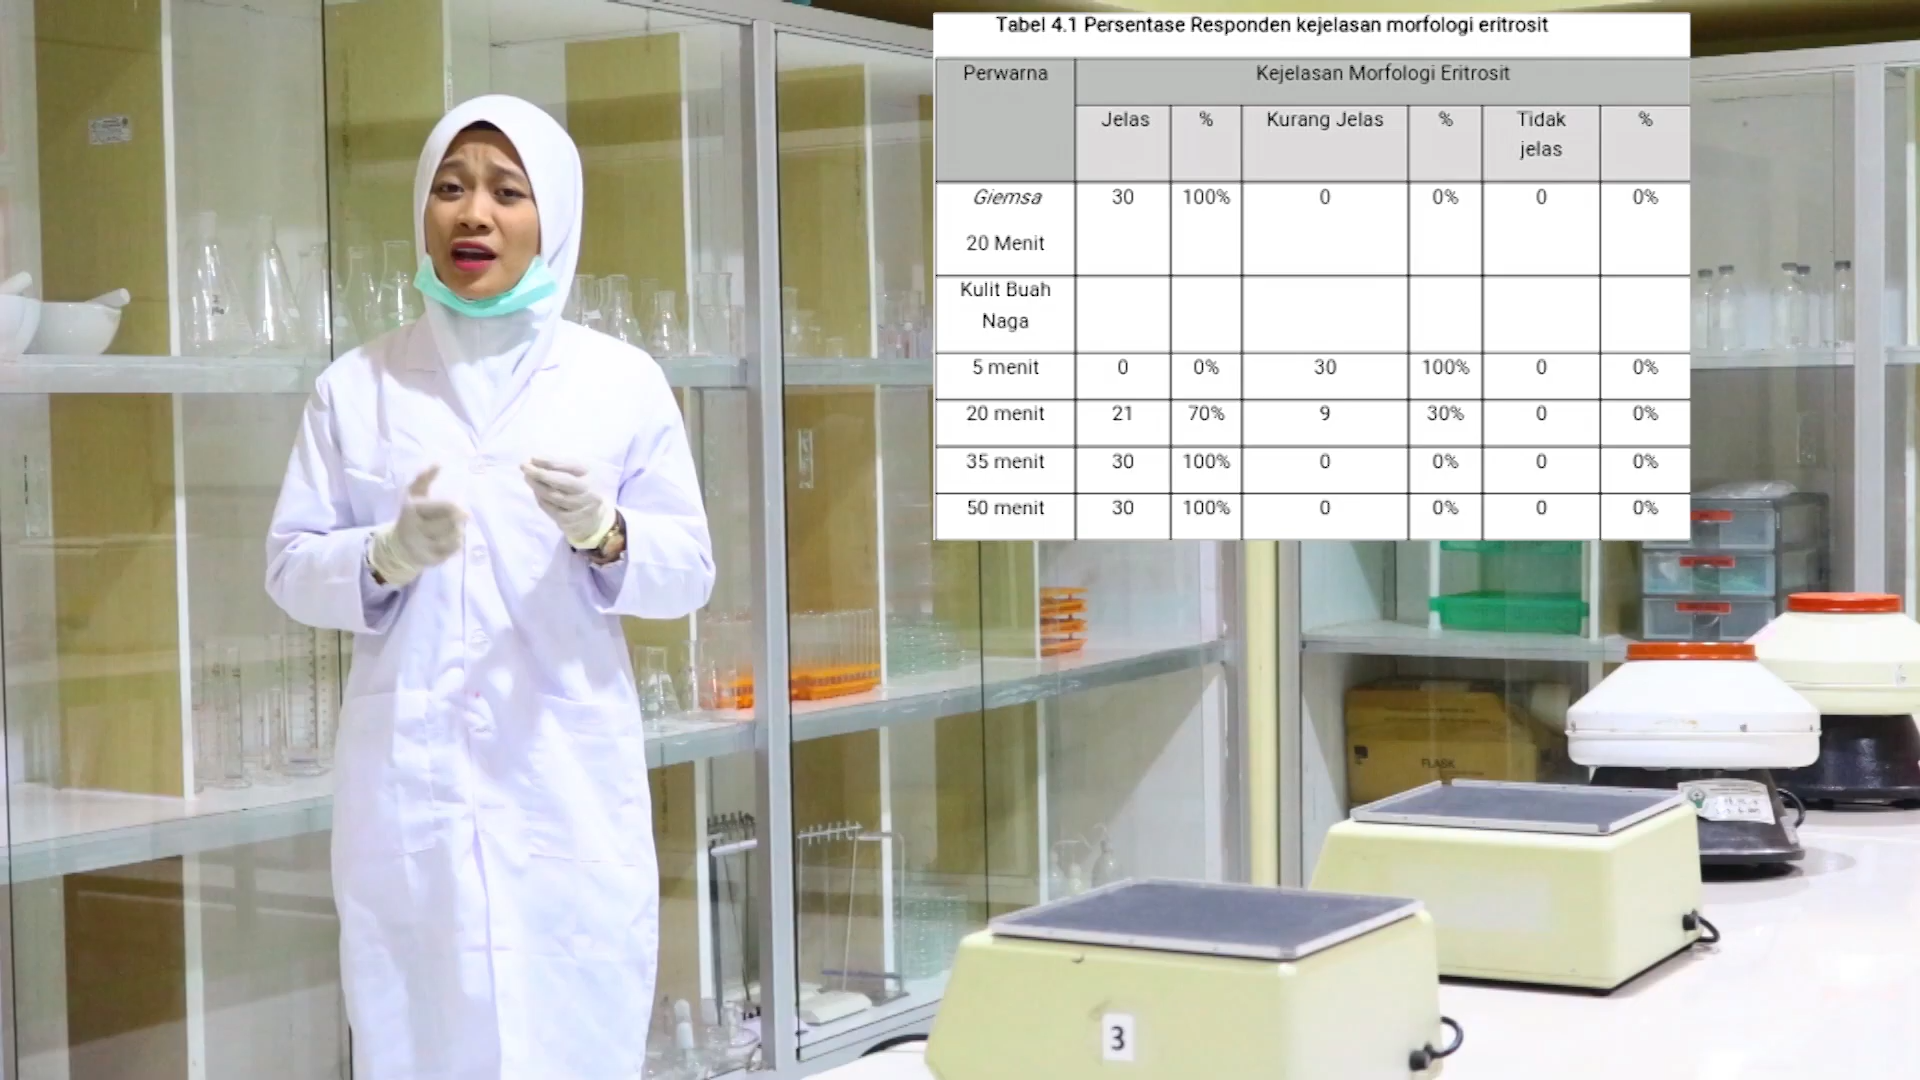 Tabel 4.1 Persentase Responden kejelasan morfologi eritrosit
Perwarna
Kejelasan Morfologi Eritrosit
Jelas % Kurang Jelas % Tidak jelas %
Giemsa 20 Menit 30 100% 0 0% 0 0%
Kulit Buah Naga
5 menit 0 0% 30 100% 0 0%
20 menit 21 70% 9 30% 0 0%
35 menit 30 100% 0 0% 0 0%
50 menit 30 100% 0 0% 0 0%
FLASK
3